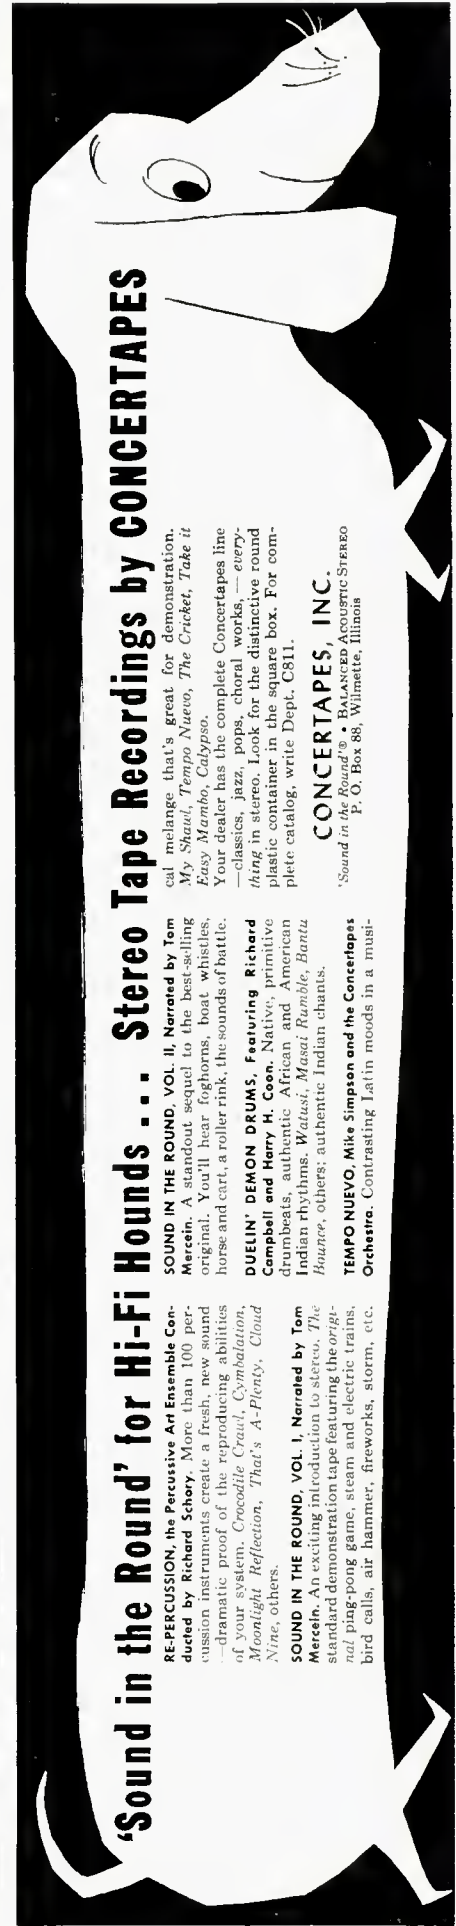 'Sound in the Round' for Hi-Fi Hounds ... Stereo Tape Recordings by CONCERTAPES
RE-PERCUSSION, the Percussive Art Ensemble Con-
ducted by Richard Schory. More than 100 per-
cussion instruments create a fresh, new sound
—dramatic proof of the reproducing abilities
of your system. Crocodile Crawl, Cymbalation,
Moonlight Reflection, That's A-Plenty, Cloud
Nine, others.
SOUND IN THE ROUND, VOL. I, Narrated by Tom
Mercein. An exciting introduction to stereo. The
standard demonstration tape featuring the origi-
nal ping-pong game, steam and electric trains,
bird calls, air hammer, fireworks, storm, etc.
SOUND IN THE ROUND, VOL. II, Narrated by Tom
Mercein. A standout sequel to the best-selling
original. You'll hear foghorns, boat whistles,
horse and cart, a roller rink, the sounds of battle.
DUELIN' DEMON DRUMS, Featuring Richard
Campbell and Harry H. Coon. Native, primitive
drumbeats, authentic African and American
Indian rhythms. Watusi, Masai Rumble, Bantu
Bounce, others; authentic Indian chants.
TEMPO NUEVO, Mike Simpson and the Concertapes
Orchestra. Contrasting Latin moods in a musi-
cal melange that's great for demonstration.
My Shawl, Tempo Nuevo, The Cricket, Take it
Easy Mambo, Calypso.
Your dealer has the complete Concertapes line
—classics, jazz, pops, choral works, — every-
thing in stereo. Look for the distinctive round
plastic container in the square box. For com-
plete catalog, write Dept. C811.
CONCERTAPES, INC.
'Sound in the Round'® • BALANCED ACOUSTIC STEREO
P. O. Box 88, Wilmette, Illinois